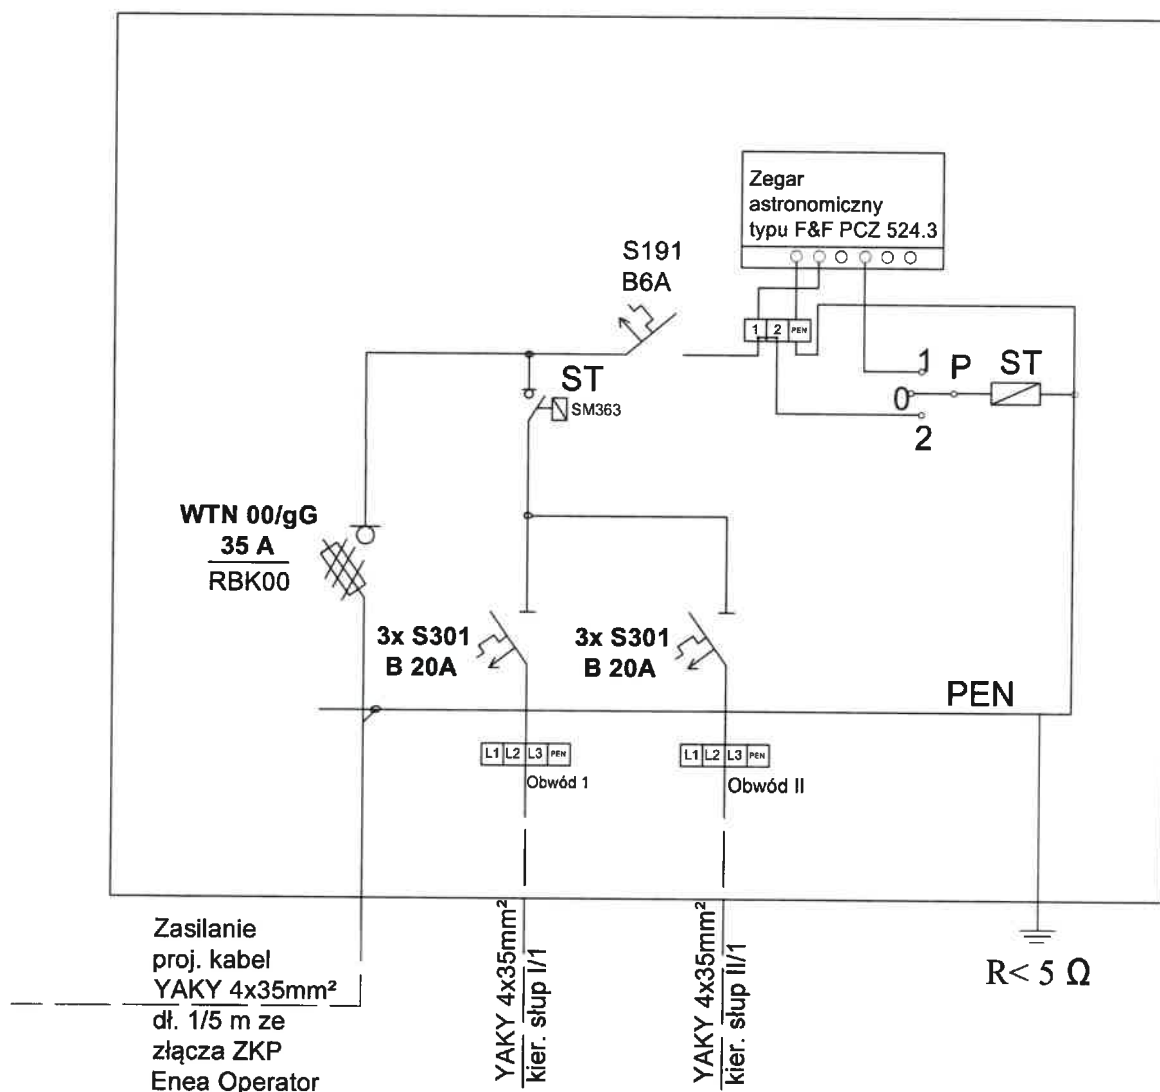 Zegar
astronomiczny
typu F&F PCZ 524.3
S191
B6A
1 2 PEN
ST
SM363
1
P
ST
0
2
WTN 00/gG
35 A
RBK00
3x S301
B 20A
3x S301
B 20A
PEN
L1 L2 L3 PEN
Obwód 1
L1 L2 L3 PEN
Obwód II
Zasilanie
proj. kabel
YAKY 4x35mm²
dł. 1/5 m ze
złącza ZKP
Enea Operator
YAKY 4x35mm²
kier. słup I/1
YAKY 4x35mm²
kier. słup II/1
R< 5 Ω